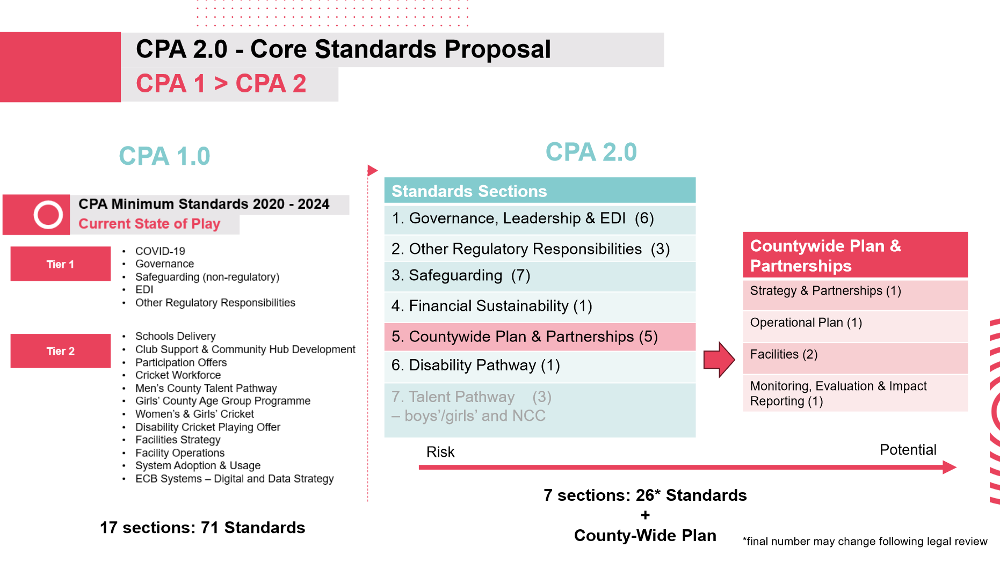 CPA 2.0 - Core Standards Proposal
CPA 1 > CPA 2
CPA 1.0
CPA Minimum Standards 2020 - 2024
Current State of Play
Tier 1
• COVID-19
• Governance
• Safeguarding (non-regulatory)
• EDI
• Other Regulatory Responsibilities
Tier 2
• Schools Delivery
• Club Support & Community Hub Development
• Participation Offers
• Cricket Workforce
• Men's County Talent Pathway
• Girls' County Age Group Programme
• Women's & Girls' Cricket
• Disability Cricket Playing Offer
• Facilities Strategy
• Facility Operations
• System Adoption & Usage
• ECB Systems – Digital and Data Strategy
17 sections: 71 Standards
CPA 2.0
Standards Sections
1. Governance, Leadership & EDI (6)
2. Other Regulatory Responsibilities (3)
3. Safeguarding (7)
4. Financial Sustainability (1)
5. Countywide Plan & Partnerships (5)
6. Disability Pathway (1)
7. Talent Pathway (3)
– boys'/girls' and NCC
Countywide Plan &
Partnerships
Strategy & Partnerships (1)
Operational Plan (1)
Facilities (2)
Monitoring, Evaluation & Impact
Reporting (1)
Risk
Potential
7 sections: 26* Standards
+
County-Wide Plan
*final number may change following legal review